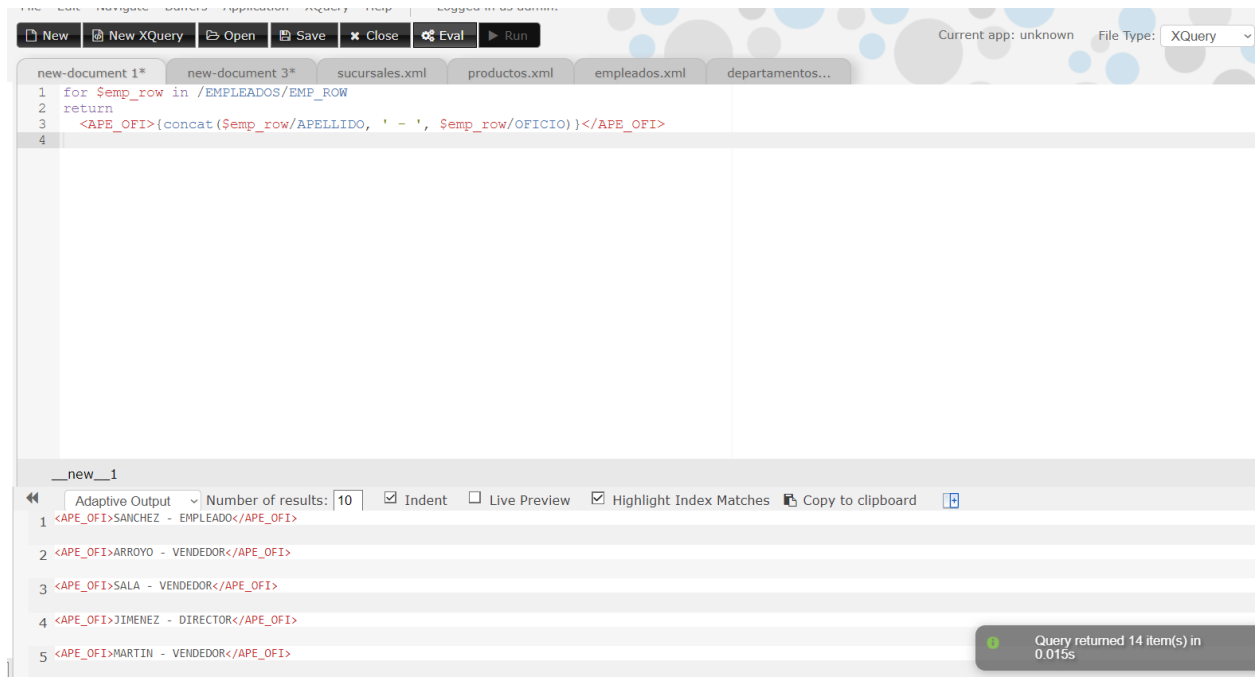 File Edit Navigate Buffers Application XQuery Help Logged in as admin.
New New XQuery Open Save Close Eval Run Current app: unknown File Type: XQuery
new-document 1* new-document 3* sucursales.xml productos.xml empleados.xml departamentos...
1 for $emp_row in /EMPLEADOS/EMP_ROW
2 return
3 <APE_OFI>{concat($emp_row/APELLIDO, ' - ', $emp_row/OFICIO)}</APE_OFI>
4
__new__1
Adaptive Output Number of results: 10 Indent Live Preview Highlight Index Matches Copy to clipboard
1 <APE_OFI>SANCHEZ - EMPLEADO</APE_OFI>
2 <APE_OFI>ARROYO - VENDEDOR</APE_OFI>
3 <APE_OFI>SALA - VENDEDOR</APE_OFI>
4 <APE_OFI>JIMENEZ - DIRECTOR</APE_OFI>
5 <APE_OFI>MARTIN - VENDEDOR</APE_OFI>
Query returned 14 item(s) in
0.015s